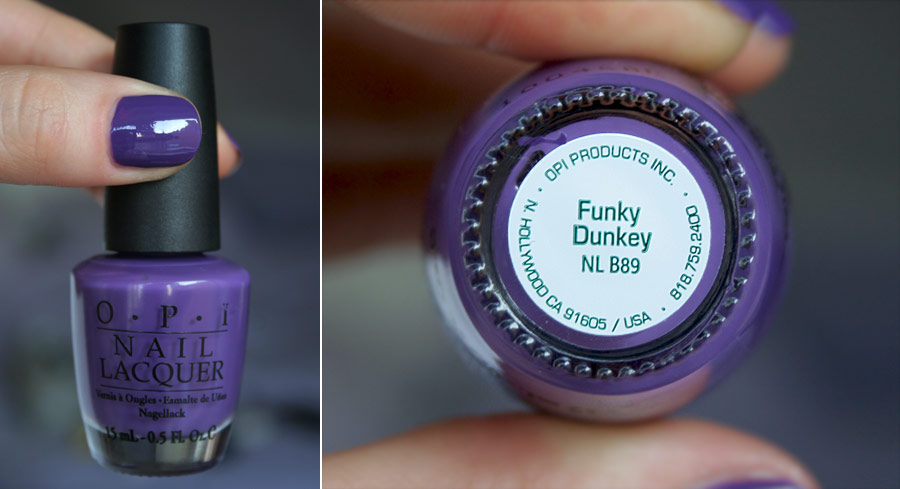 O·P·I
NAIL
LACQUER
Vernis à Ongles·Esmalte de Uñas
Nagellack
15 mL-0.5 FL OZ
OPI PRODUCTS INC. ·
818.759.2400 ·
N. HOLLYWOOD CA 91605 / USA ·
Funky
Dunkey
NL B89